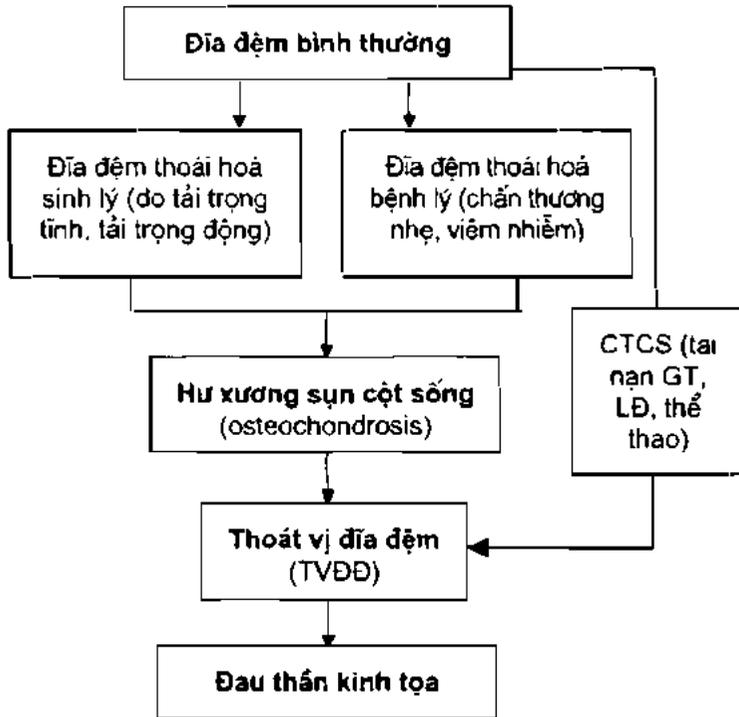 Đĩa đệm bình thường
Đĩa đệm thoái hoá
sinh lý (do tải trọng
tĩnh, tải trọng động)
Đĩa đệm thoái hoá
bệnh lý (chấn thương
nhẹ, viêm nhiễm)
CTCS (tai
nạn GT,
LĐ, thể
thao)
Hư xương sụn cột sống
(osteochondrosis)
Thoát vị đĩa đệm
(TVĐĐ)
Đau thần kinh tọa